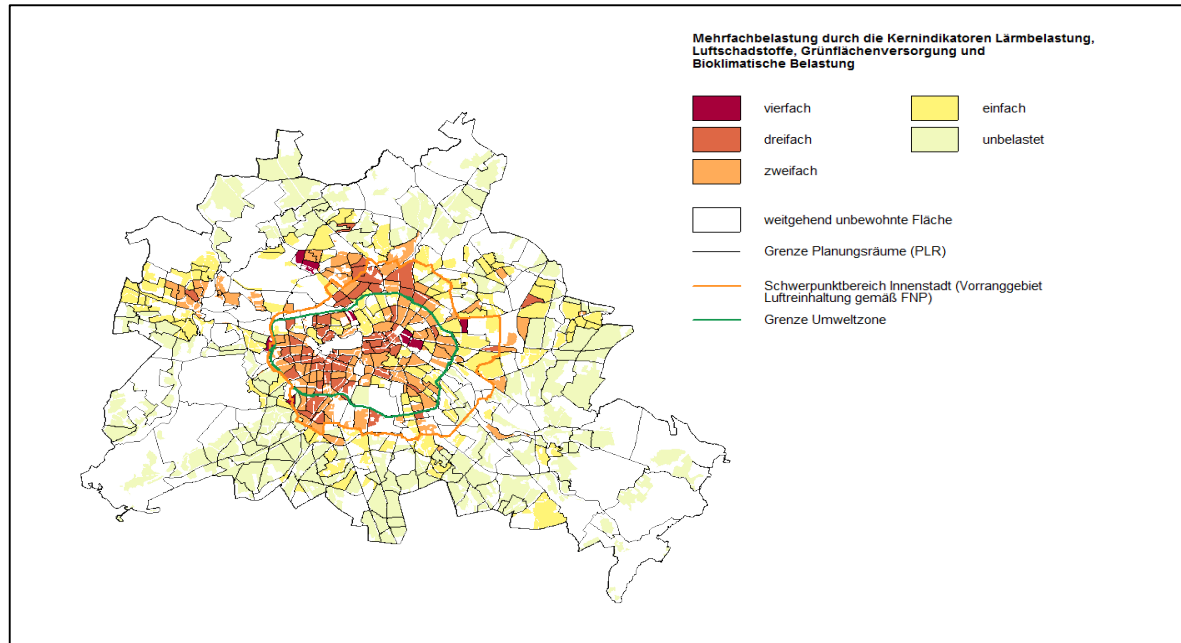 Mehrfachbelastung durch die Kernindikatoren Lärmbelastung,
Luftschadstoffe, Grünflächenversorgung und
Bioklimatische Belastung
vierfach
einfach
dreifach
unbelastet
zweifach
weitgehend unbewohnte Fläche
Grenze Planungsräume (PLR)
Schwerpunktbereich Innenstadt (Vorranggebiet
Luftreinhaltung gemäß FNP)
Grenze Umweltzone